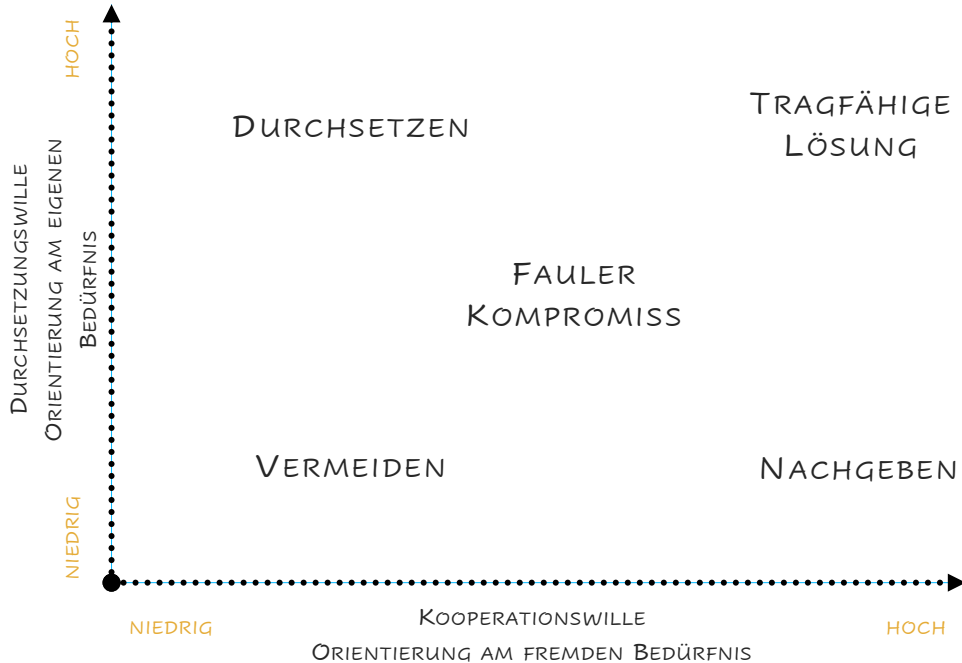 HOCH
DURCHSETZUNGSWILLE
ORIENTIERUNG AM EIGENEN
BEDÜRFNIS
NIEDRIG
DURCHSETZEN
TRAGFÄHIGE
LÖSUNG
FAULER
KOMPROMISS
VERMEIDEN
NACHGEBEN
NIEDRIG
KOOPERATIONSWILLE
ORIENTIERUNG AM FREMDEN BEDÜRFNIS
HOCH